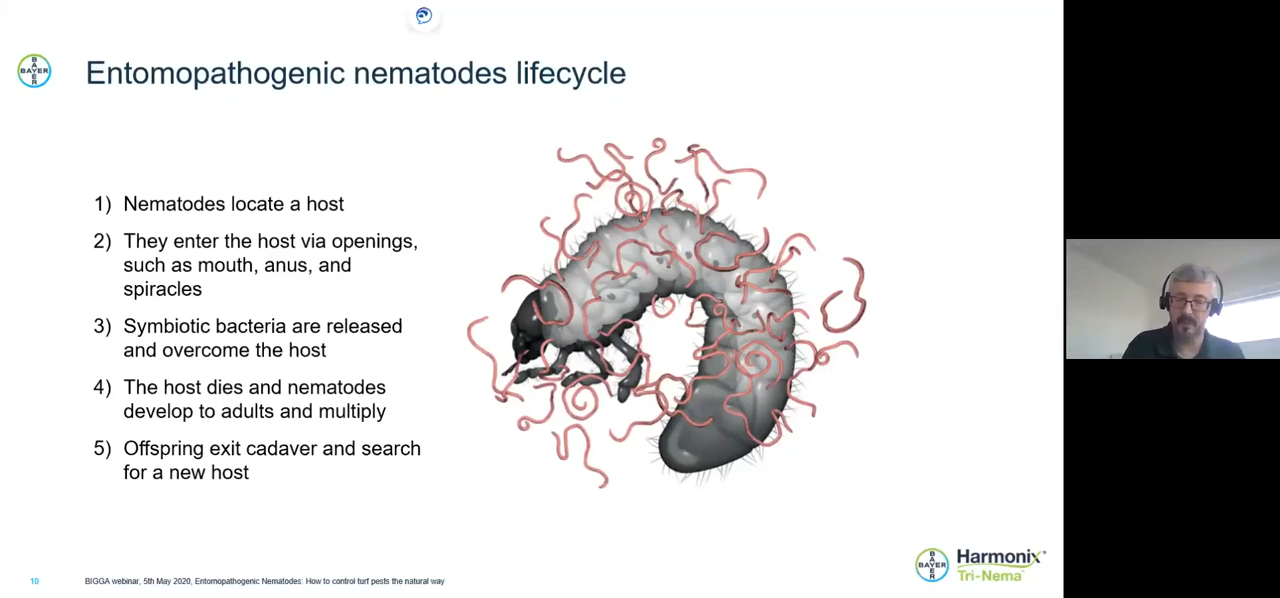 Entomopathogenic nematodes lifecycle
1) Nematodes locate a host
2) They enter the host via openings,
such as mouth, anus, and
spiracles
3) Symbiotic bacteria are released
and overcome the host
4) The host dies and nematodes
develop to adults and multiply
5) Offspring exit cadaver and search
for a new host
10
BIGGA webinar, 5th May 2020, Entomopathogenic Nematodes: How to control turf pests the natural way
BAYER
BAYER
Harmonix
Tri-Nema